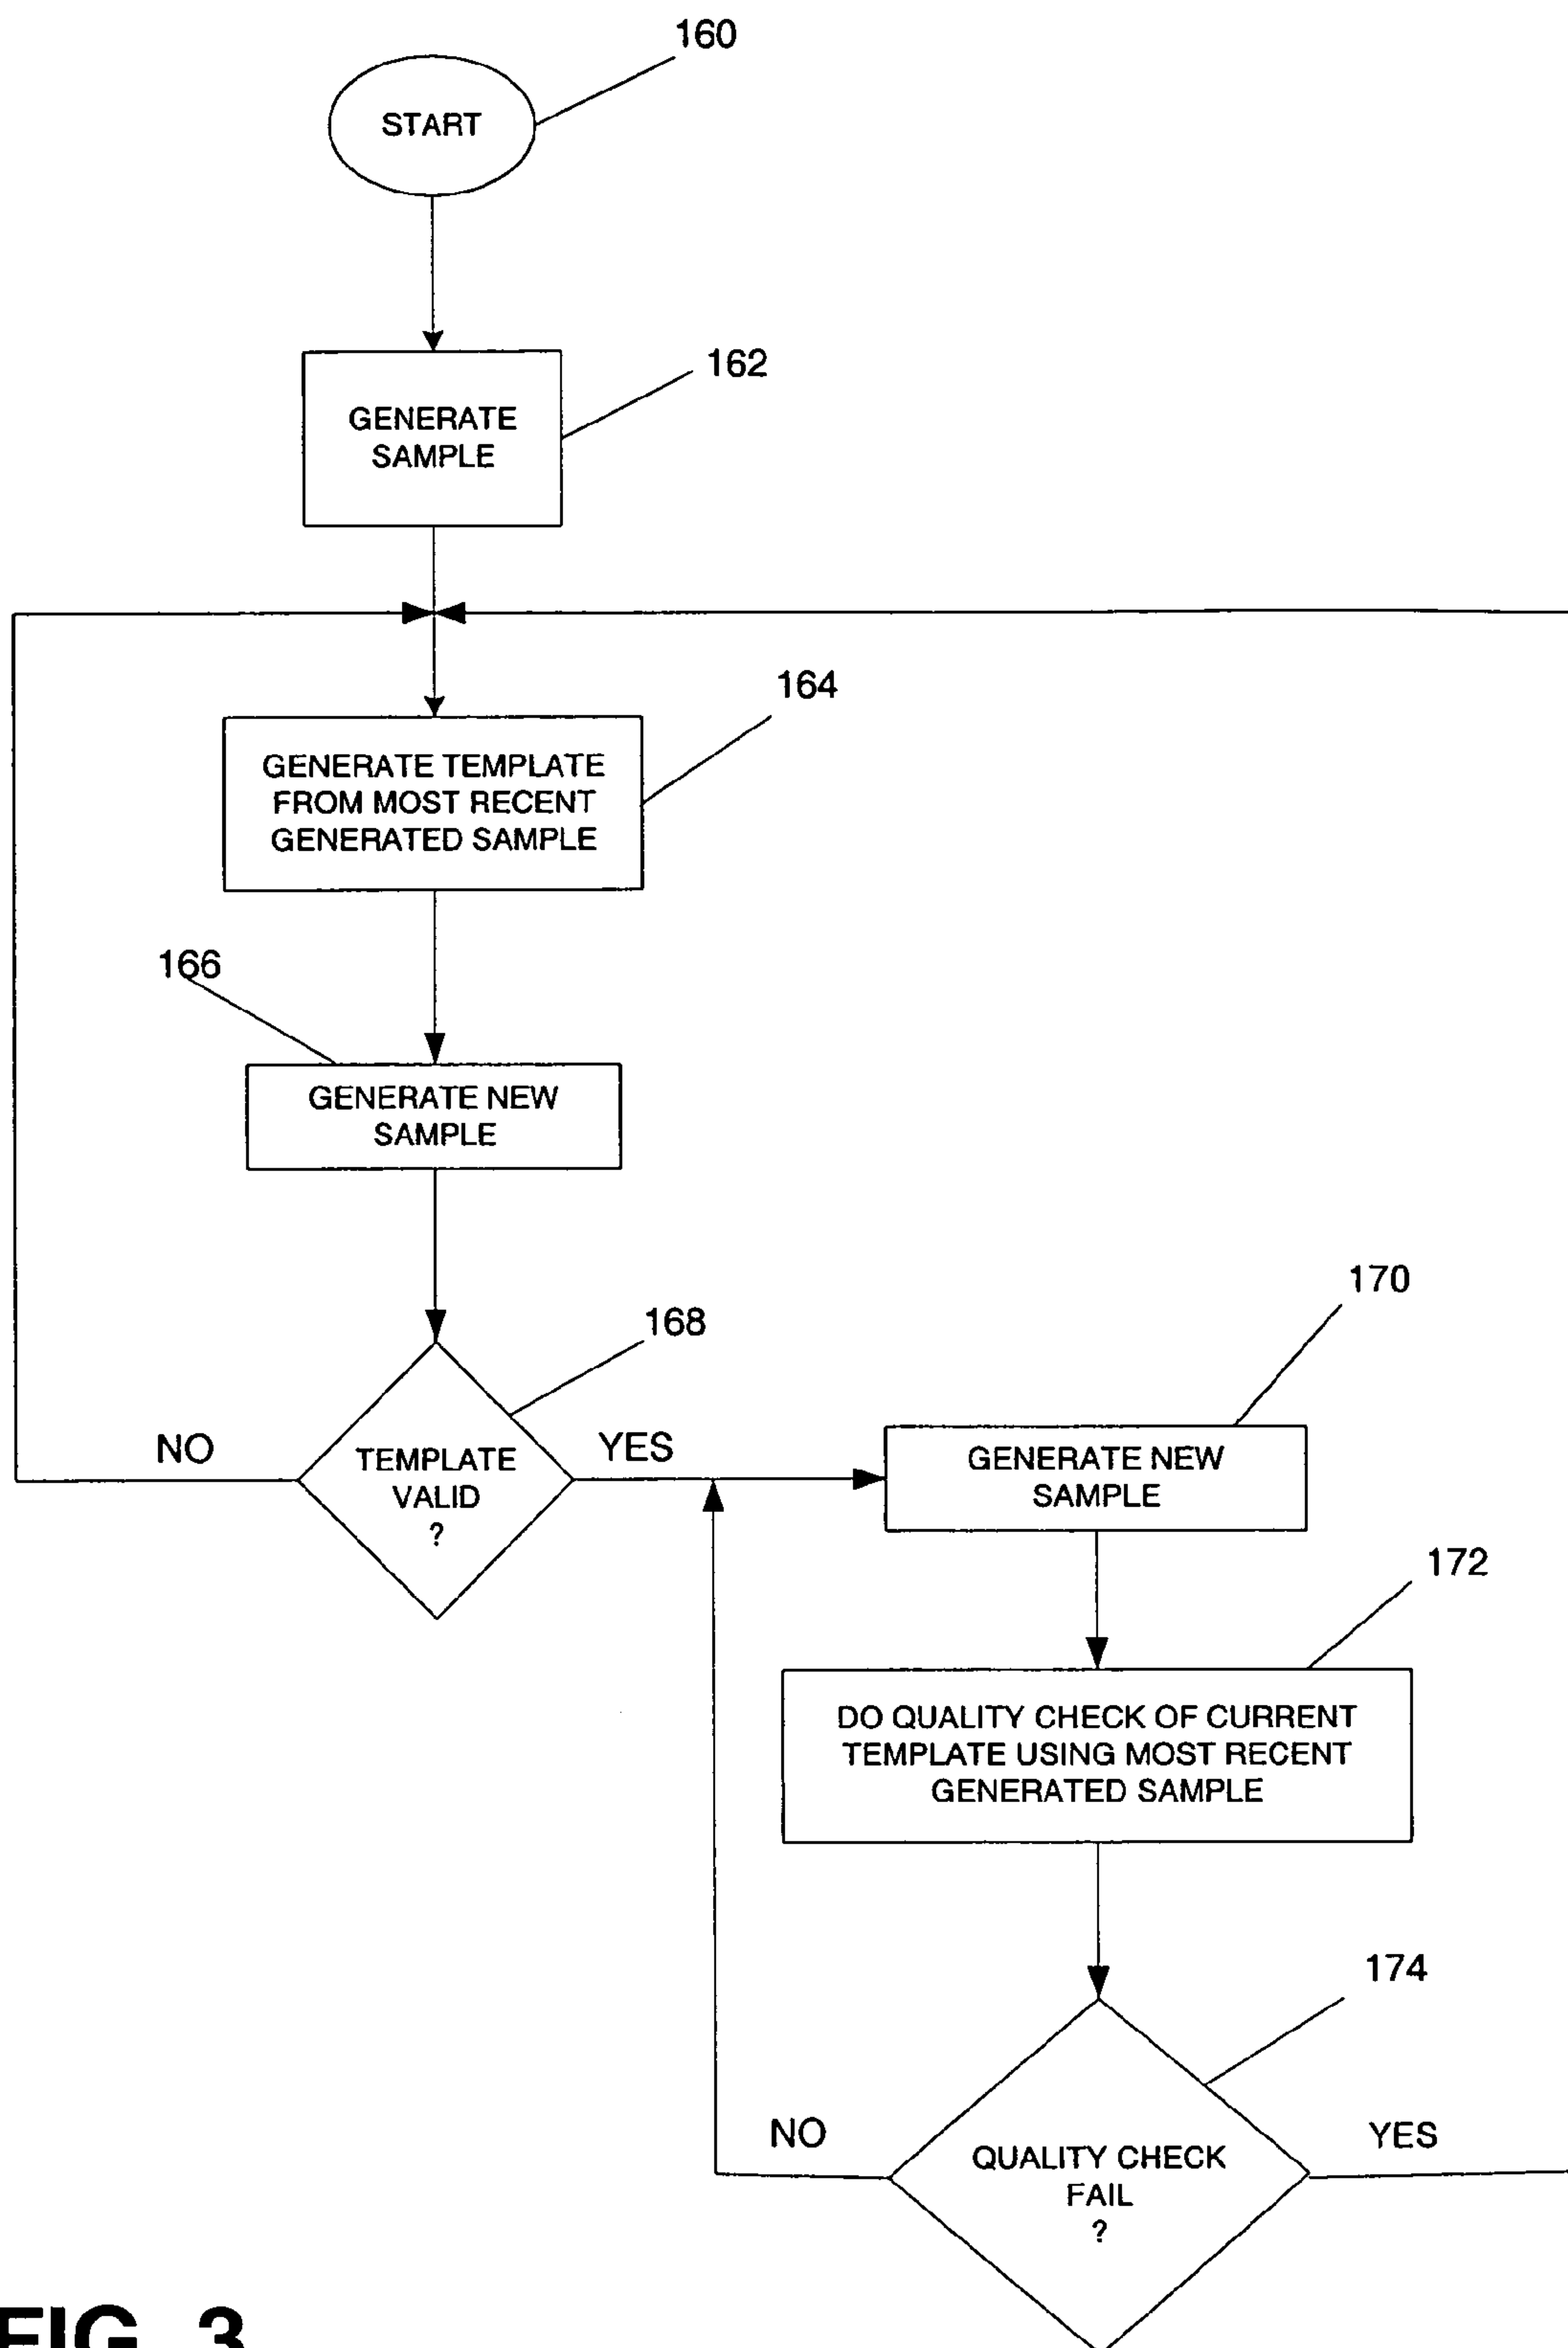 160
START
162
GENERATE
SAMPLE
164
GENERATE TEMPLATE
FROM MOST RECENT
GENERATED SAMPLE
166
GENERATE NEW
SAMPLE
168
TEMPLATE
VALID
?
NO
YES
170
GENERATE NEW
SAMPLE
172
DO QUALITY CHECK OF CURRENT
TEMPLATE USING MOST RECENT
GENERATED SAMPLE
174
QUALITY CHECK
FAIL
?
NO
YES
FIG. 3